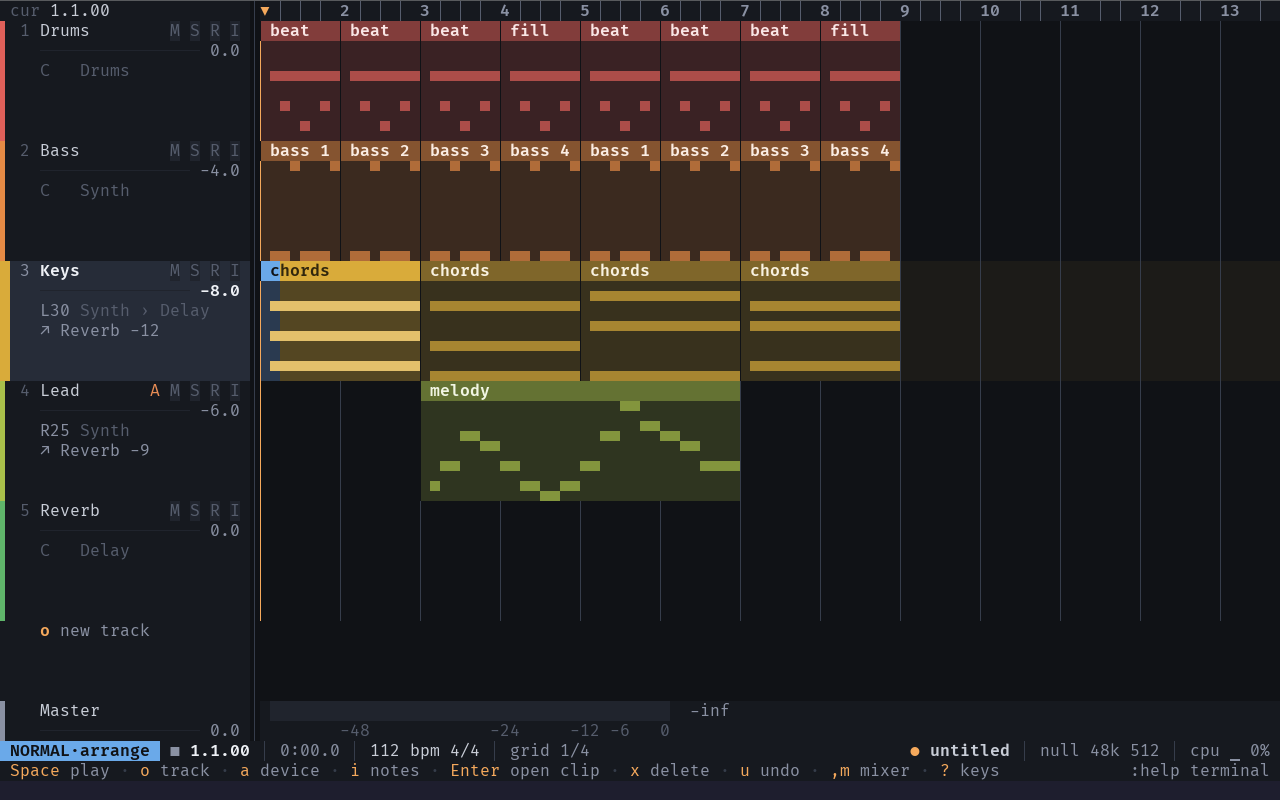 cur 1.1.00 ▼ 2 3 4 5 6 7 8 9 10 11 12 13
1 Drums M S R I beat beat beat fill beat beat beat fill
0.0
C Drums
2 Bass M S R I bass 1 bass 2 bass 3 bass 4 bass 1 bass 2 bass 3 bass 4
-4.0
C Synth
3 Keys M S R I chords chords chords chords
-8.0
L30 Synth › Delay
↗ Reverb -12
4 Lead A M S R I melody
-6.0
R25 Synth
↗ Reverb -9
5 Reverb M S R I
0.0
C Delay
o new track
Master -inf
0.0 -48 -24 -12 -6 0
NORMAL·arrange ■ 1.1.00 0:00.0 112 bpm 4/4 grid 1/4 ● untitled null 48k 512 cpu _ 0%
Space play · o track · a device · i notes · Enter open clip · x delete · u undo · ,m mixer · ? keys :help terminal